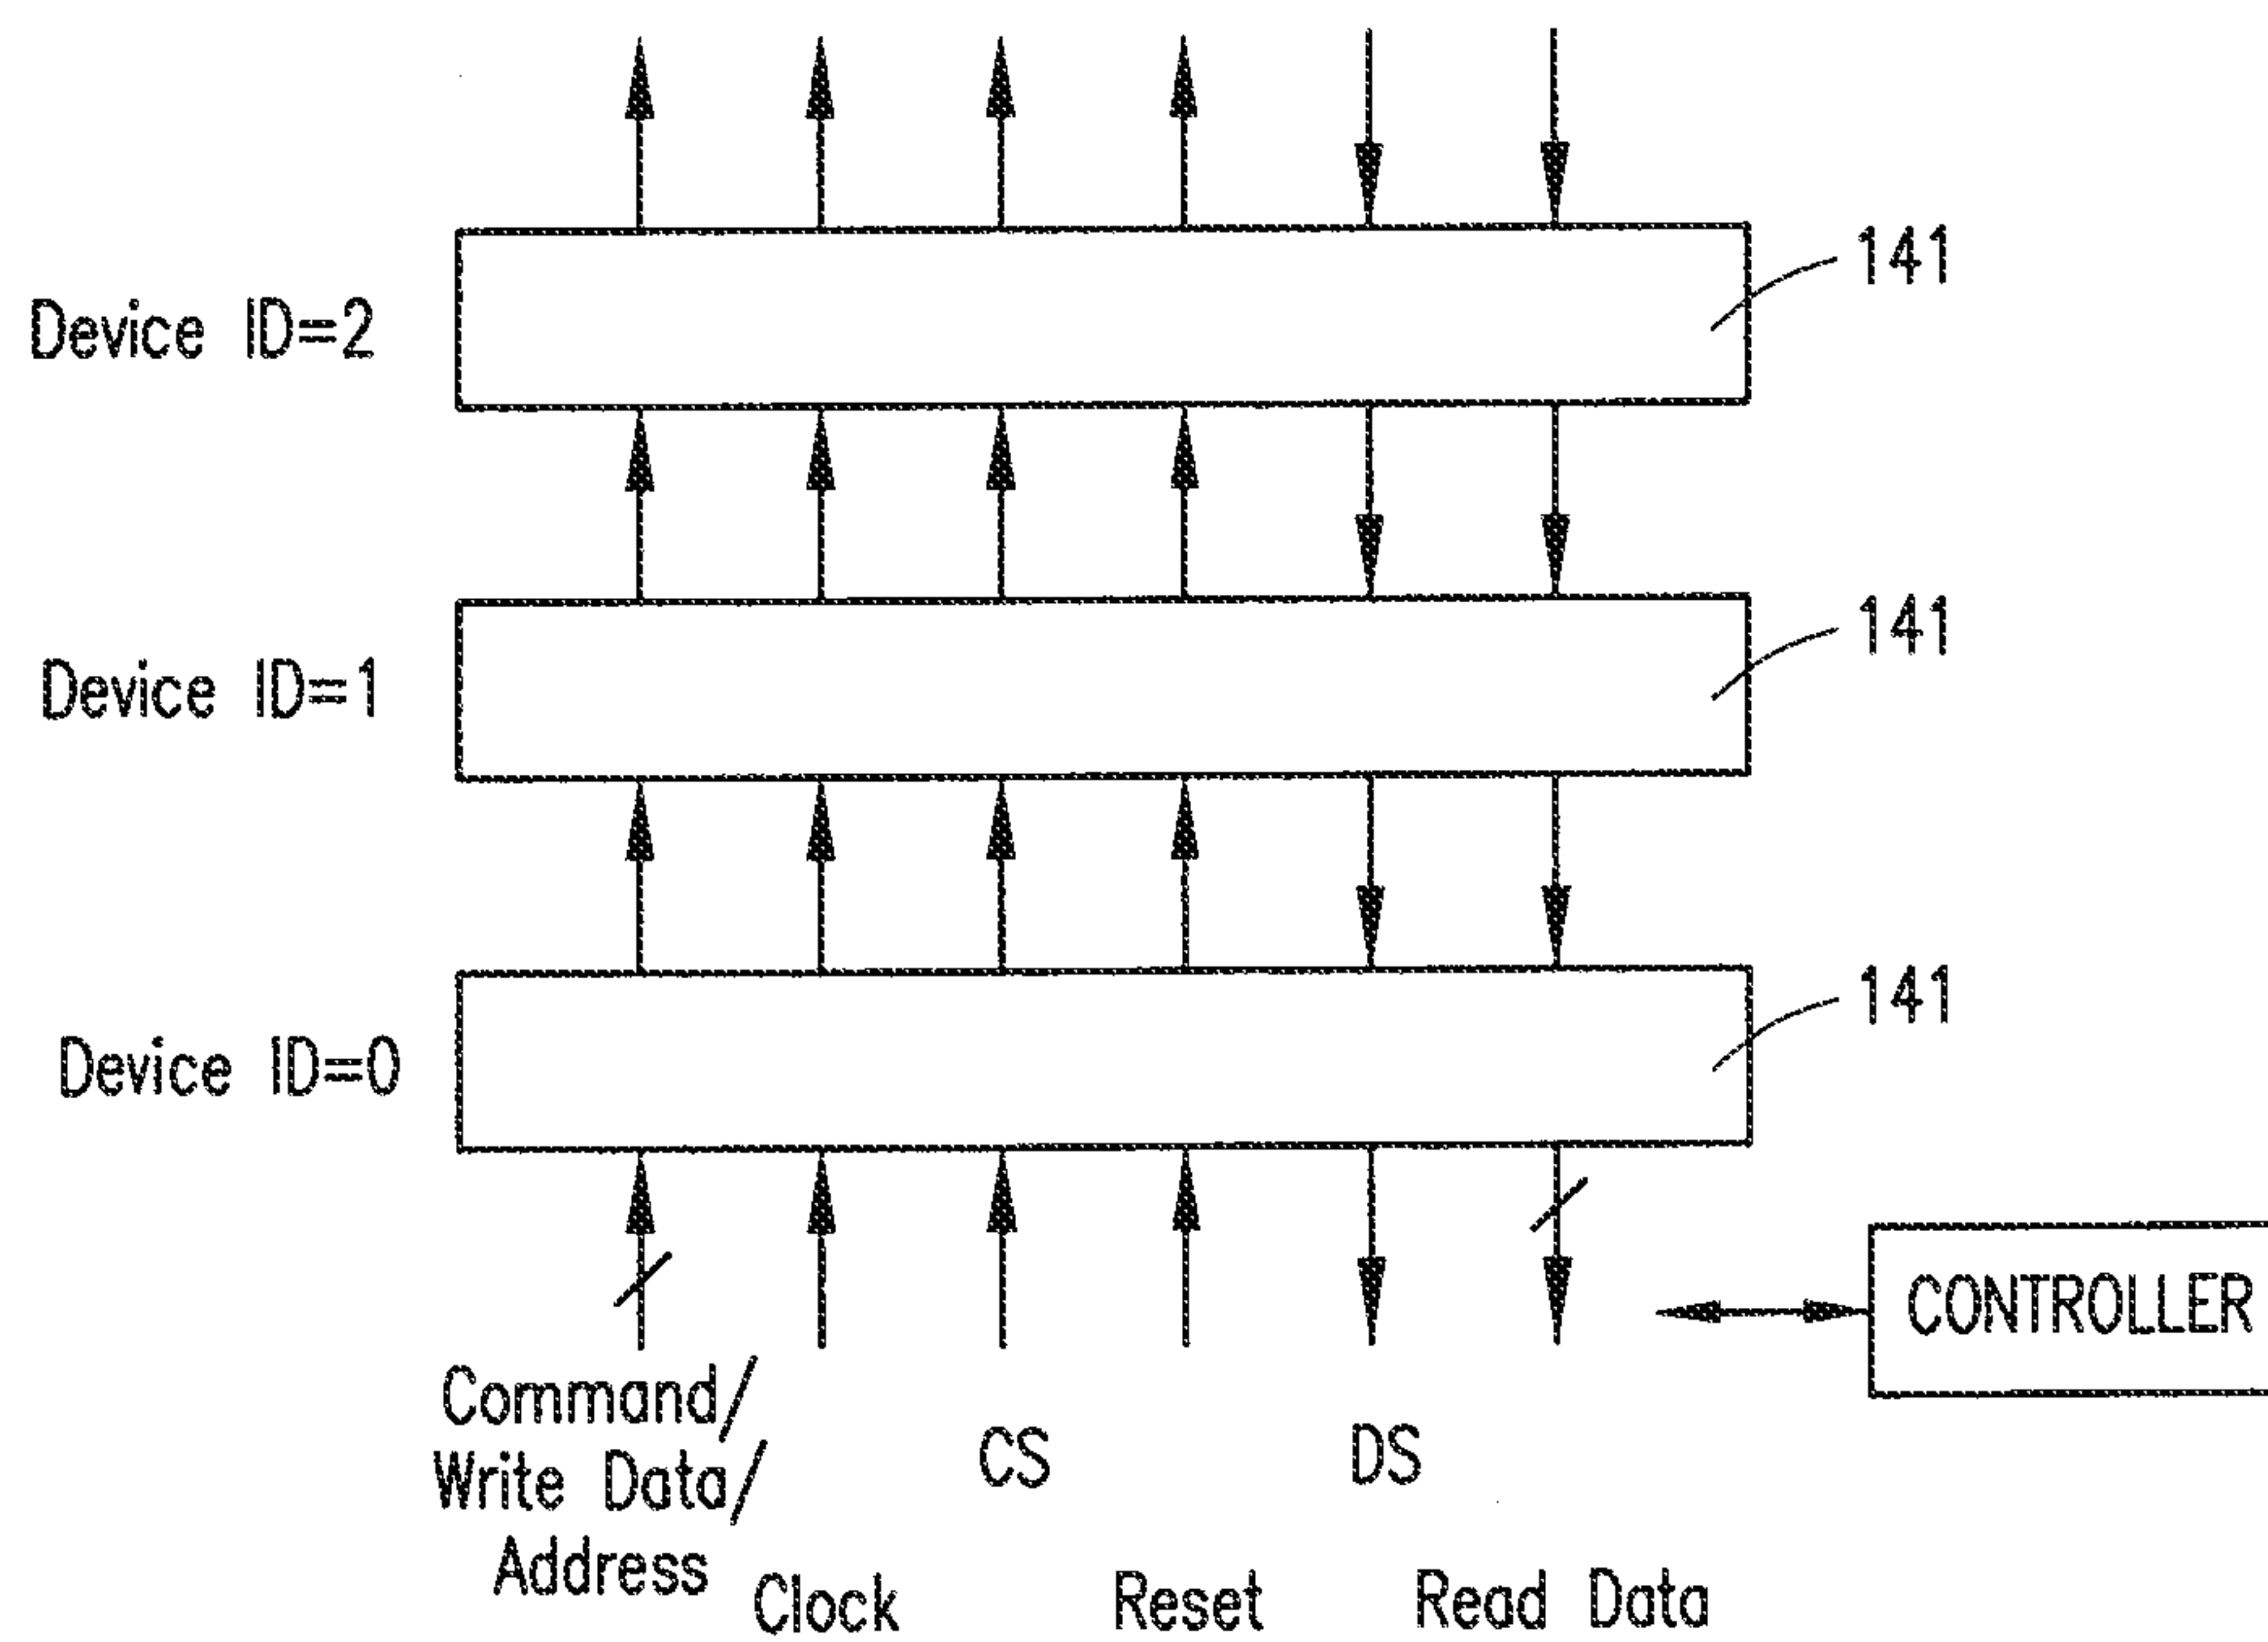 141
Device ID=2
141
Device ID=1
141
Device ID=0
CONTROLLER
Command/
Write Data/
Address
Clock
CS
Reset
DS
Read Data